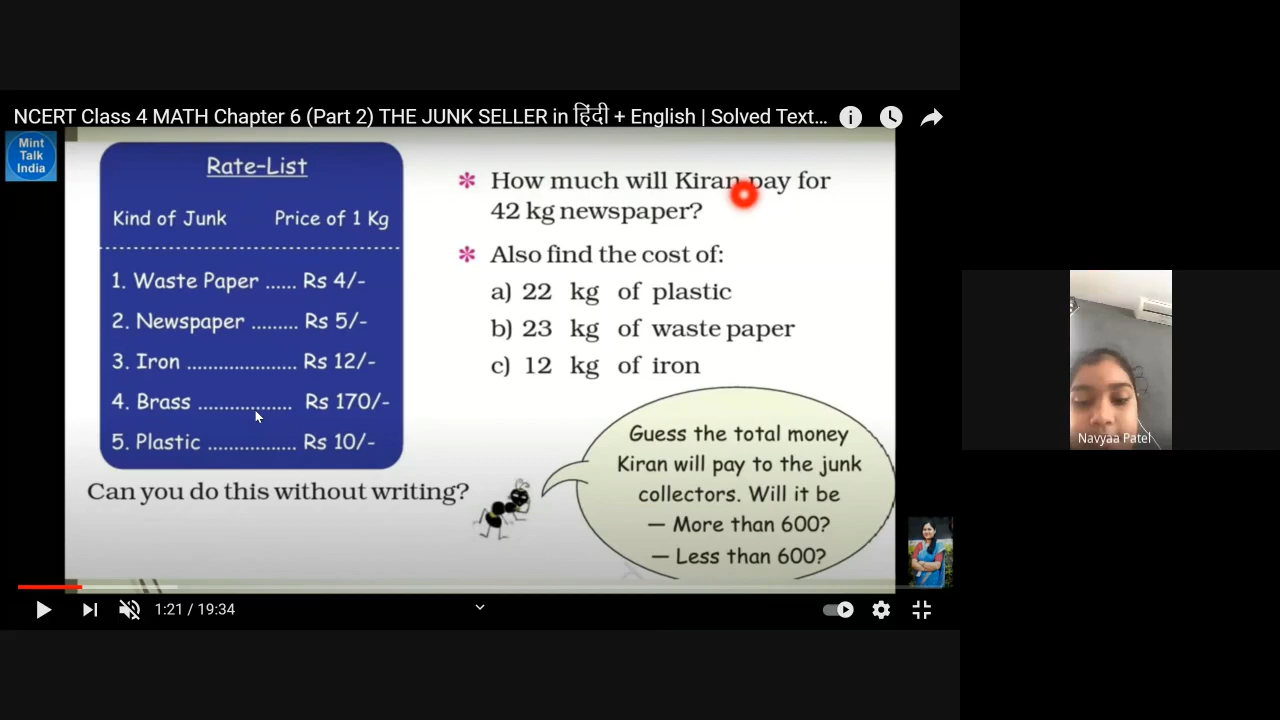 NCERT Class 4 MATH Chapter 6 (Part 2) THE JUNK SELLER in हिंदी + English | Solved Text...
Mint
Talk
India
Rate-List
Kind of Junk Price of 1 Kg
1. Waste Paper ...... Rs 4/-
2. Newspaper ......... Rs 5/-
3. Iron ..................... Rs 12/-
4. Brass .................. Rs 170/-
5. Plastic ................. Rs 10/-
Can you do this without writing?
* How much will Kiran pay for
42 kg newspaper?
* Also find the cost of:
a) 22 kg of plastic
b) 23 kg of waste paper
c) 12 kg of iron
Guess the total money
Kiran will pay to the junk
collectors. Will it be
— More than 600?
— Less than 600?
1:21 / 19:34
Navyaa Patel